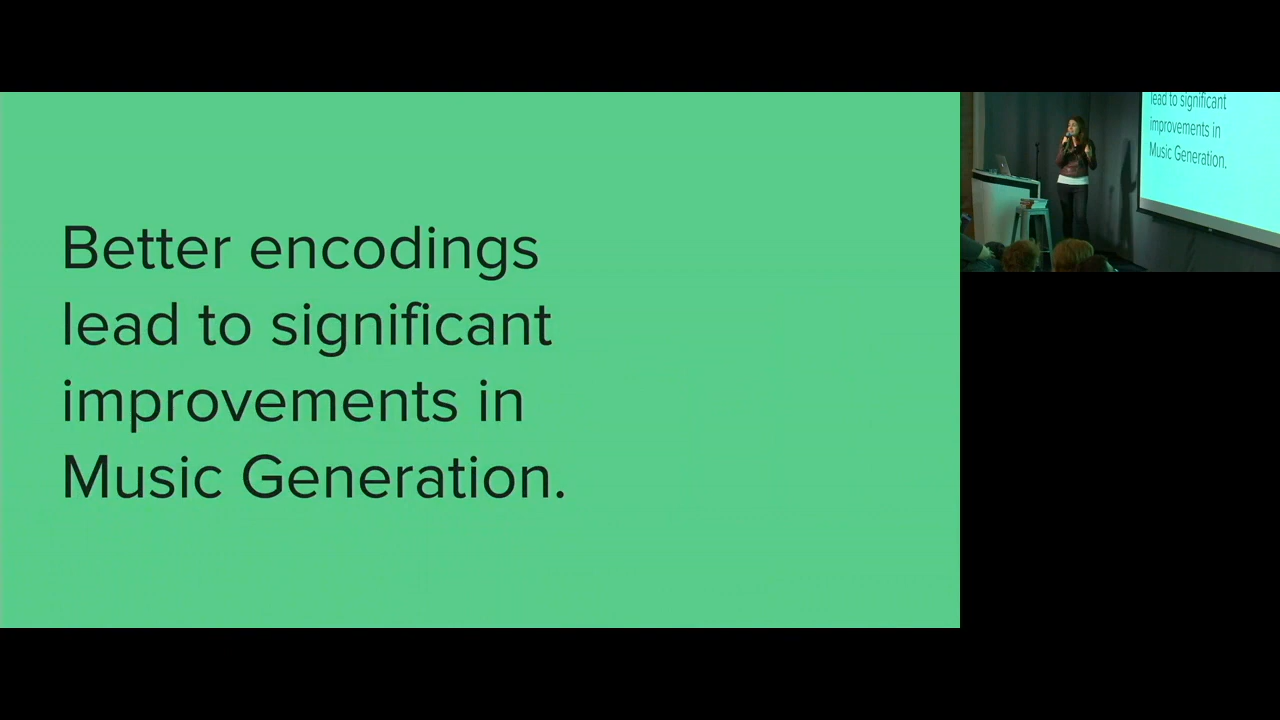 Better encodings
lead to significant
improvements in
Music Generation.
lead to significant
improvements in
Music Generation.